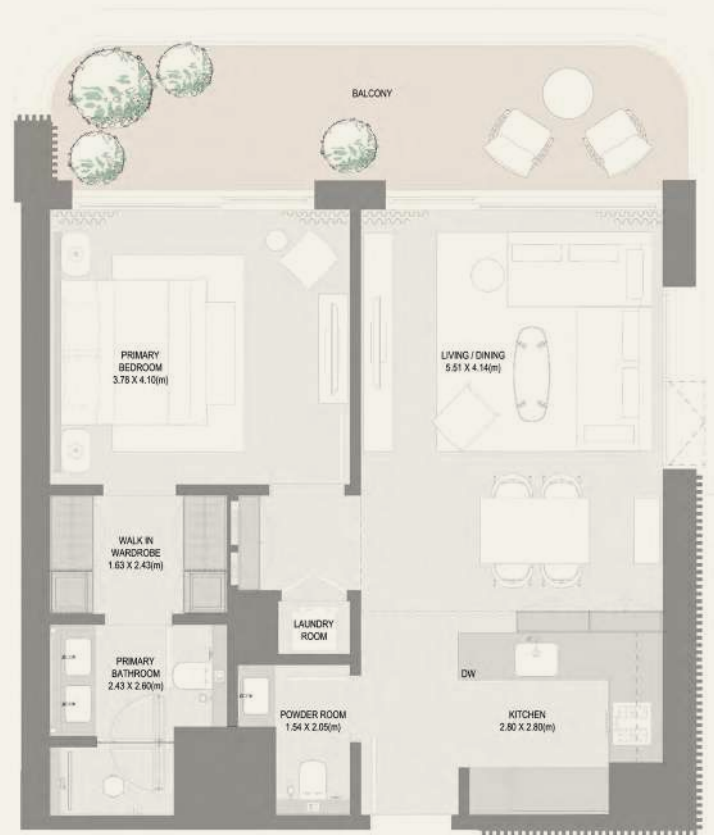 BALCONY
PRIMARY
BEDROOM
3.78 X 4.10(m)
LIVING / DINING
5.51 X 4.14(m)
WALK IN
WARDROBE
1.63 X 2.43(m)
LAUNDRY
ROOM
PRIMARY
BATHROOM
2.43 X 2.60(m)
DW
POWDER ROOM
1.54 X 2.05(m)
KITCHEN
2.80 X 2.80(m)